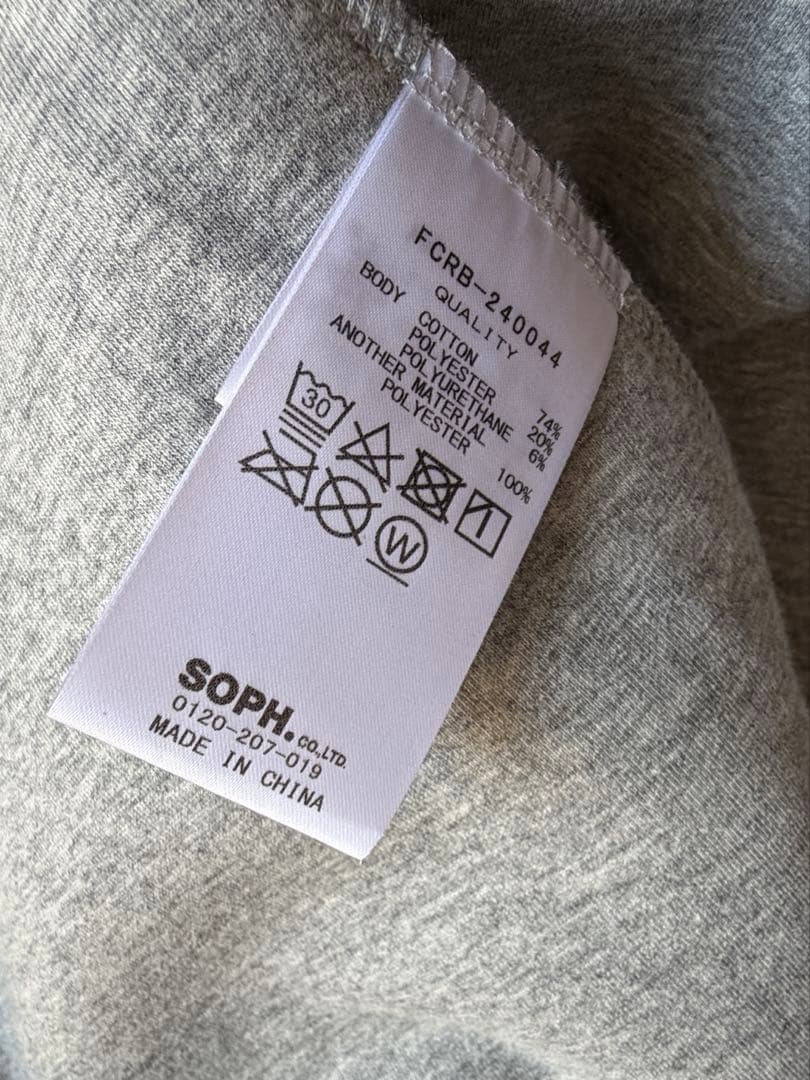 FCRB-240044
QUALITY
BODY COTTON 74%
POLYESTER 20%
POLYURETHANE 6%
ANOTHER MATERIAL
POLYESTER 100%
30
W
SOPH. CO.,LTD.
0120-207-019
MADE IN CHINA